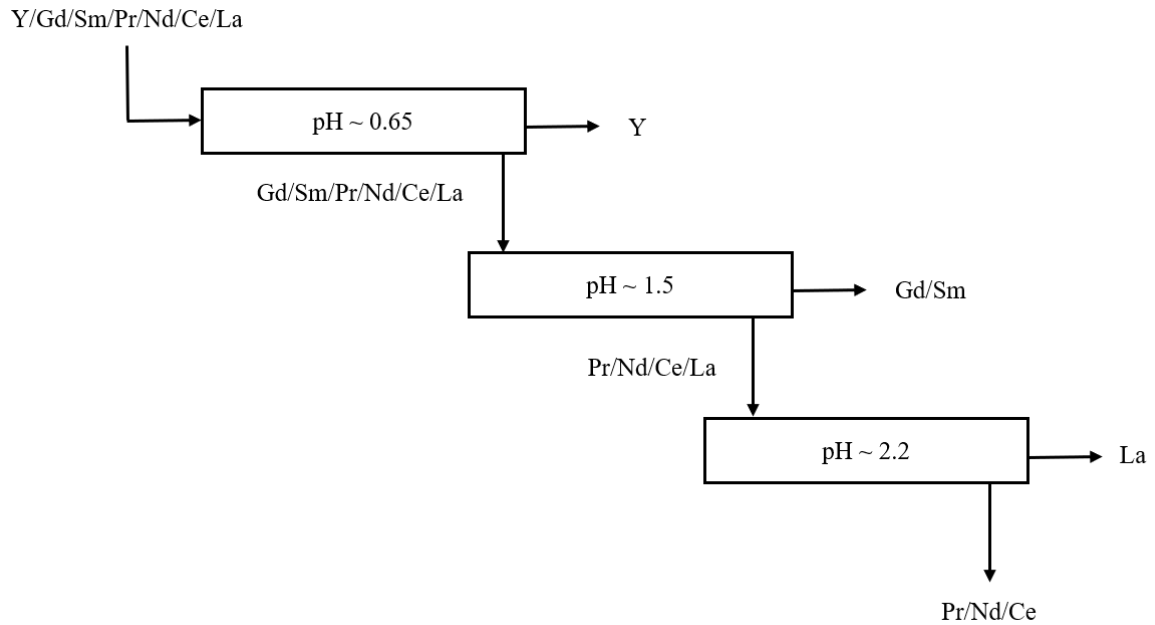 Y/Gd/Sm/Pr/Nd/Ce/La
pH ~ 0.65
Y
Gd/Sm/Pr/Nd/Ce/La
pH ~ 1.5
Gd/Sm
Pr/Nd/Ce/La
pH ~ 2.2
La
Pr/Nd/Ce